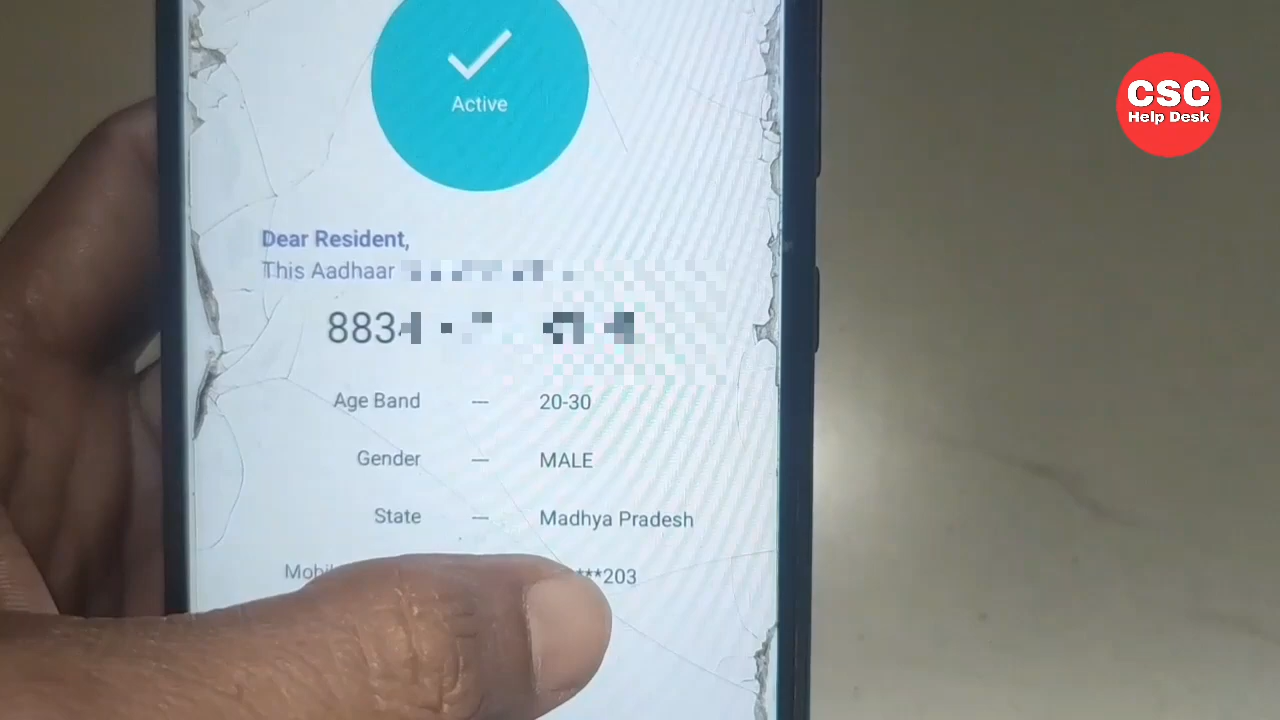 CSC
Help Desk
Active
Dear Resident,
This Aadhaar
883
Age Band — 20-30
Gender — MALE
State — Madhya Pradesh
***203